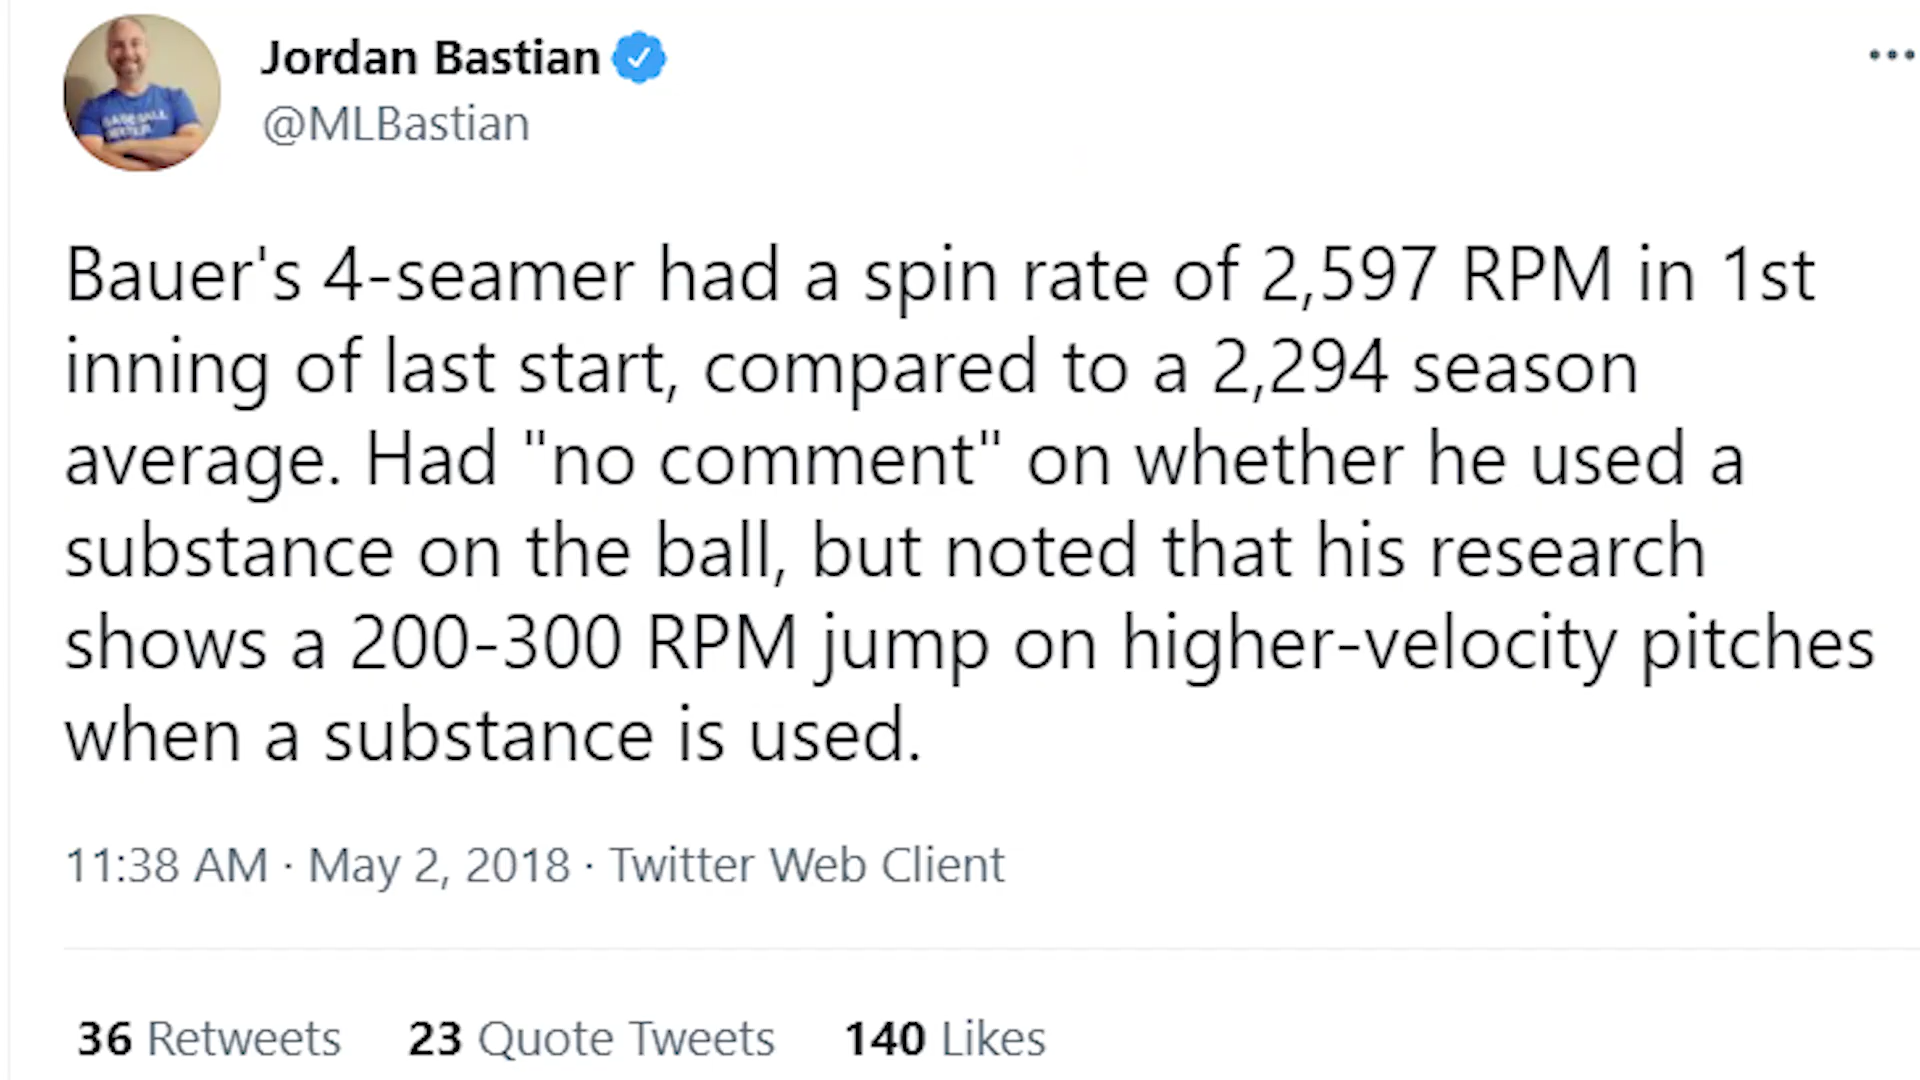 Jordan Bastian
@MLBastian
Bauer's 4-seamer had a spin rate of 2,597 RPM in 1st
inning of last start, compared to a 2,294 season
average. Had "no comment" on whether he used a
substance on the ball, but noted that his research
shows a 200-300 RPM jump on higher-velocity pitches
when a substance is used.
11:38 AM · May 2, 2018 · Twitter Web Client
36 Retweets 23 Quote Tweets 140 Likes